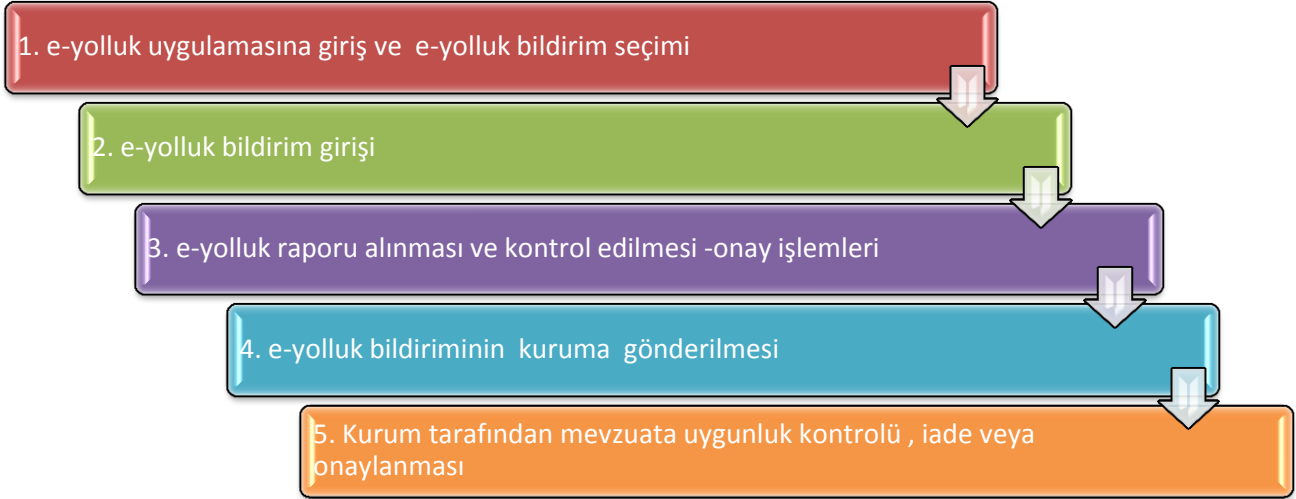 1. e-yolluk uygulamasına giriş ve e-yolluk bildirim seçimi
2. e-yolluk bildirim girişi
3. e-yolluk raporu alınması ve kontrol edilmesi -onay işlemleri
4. e-yolluk bildiriminin kuruma gönderilmesi
5. Kurum tarafından mevzuata uygunluk kontrolü , iade veya
onaylanması